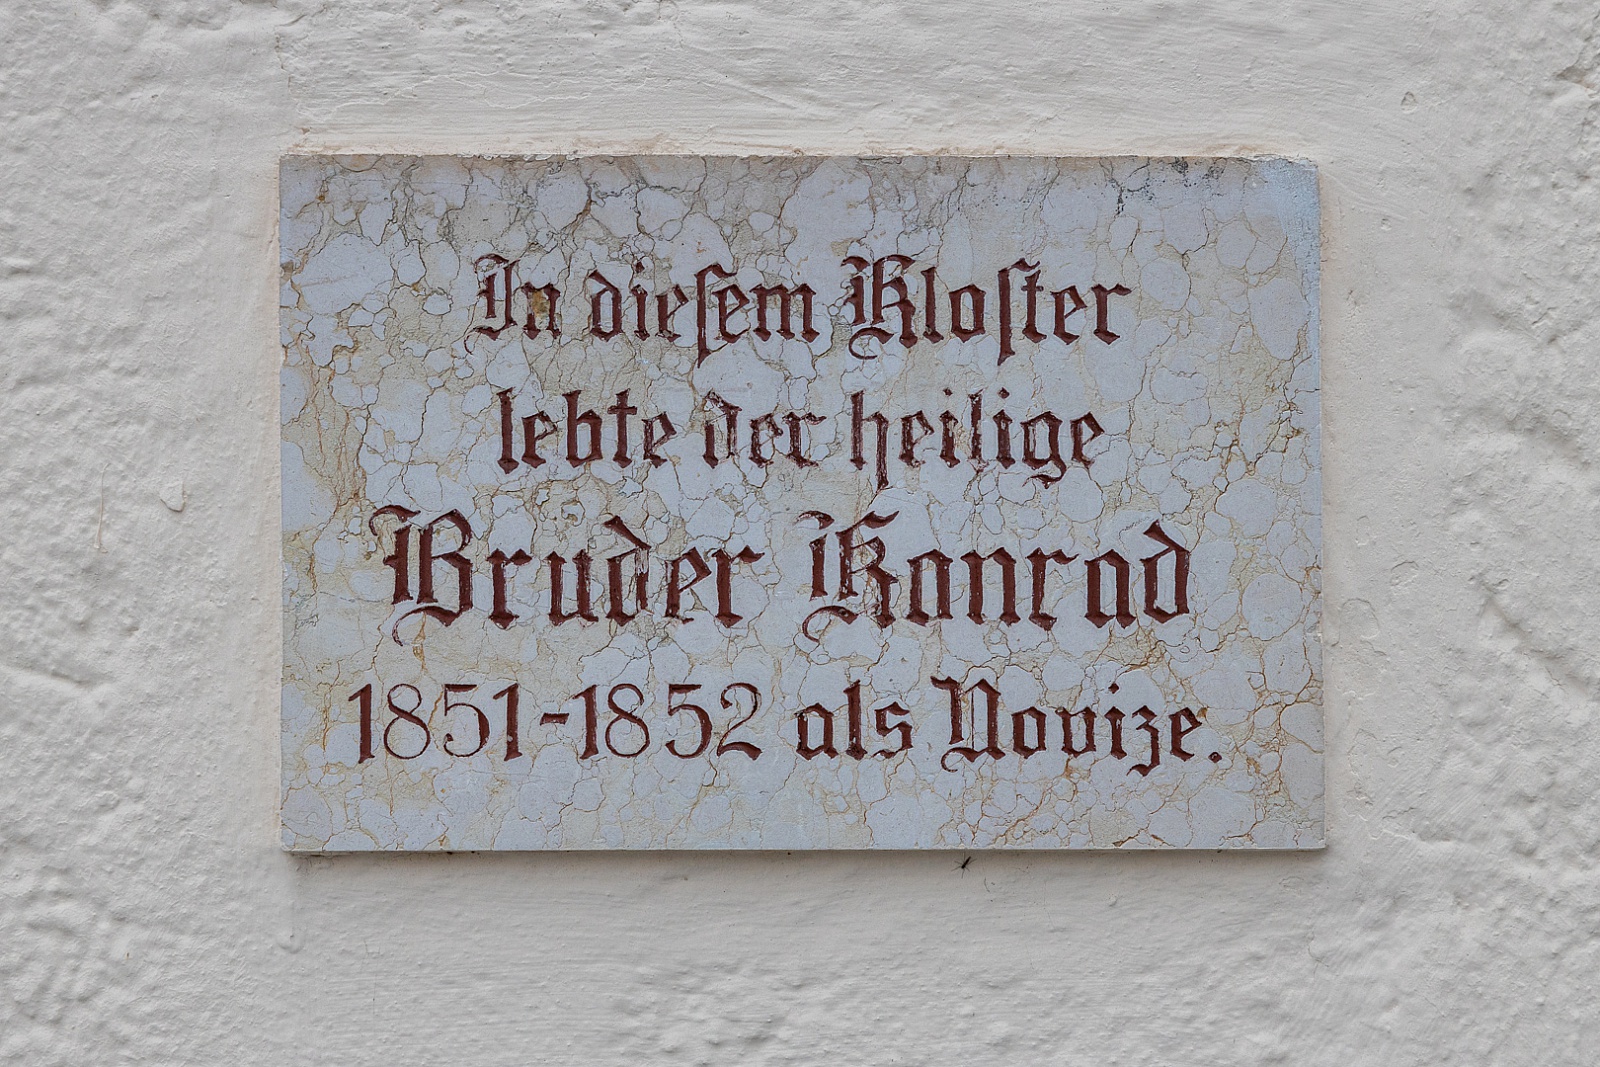 In dieſem Kloſter
lebte der heilige
Bruder Konrad
1851-1852 als Novize.